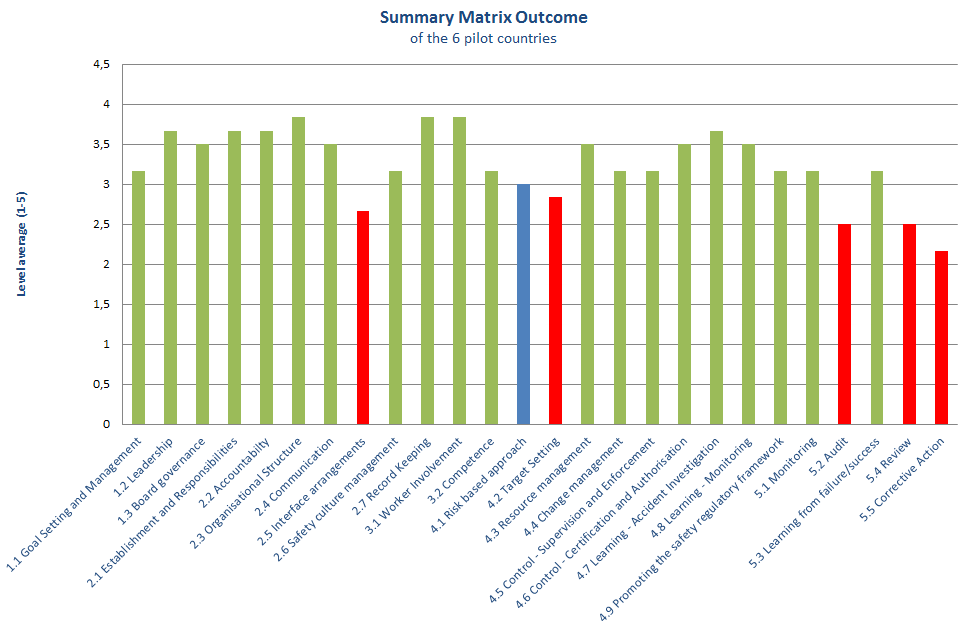 Summary Matrix Outcome
of the 6 pilot countries
Level average (1-5)
4,5
4
3,5
3
2,5
2
1,5
1
0,5
0
1.1 Goal Setting and Management
1.2 Leadership
1.3 Board governance
2.1 Establishment and Responsibilities
2.2 Accountabilty
2.3 Organisational Structure
2.4 Communication
2.5 Interface arrangements
2.6 Safety culture management
2.7 Record Keeping
3.1 Worker Involvement
3.2 Competence
4.1 Risk based approach
4.2 Target Setting
4.3 Resource management
4.4 Change management
4.5 Control - Supervision and Enforcement
4.6 Control - Certification and Authorisation
4.7 Learning - Accident Investigation
4.8 Learning - Monitoring
4.9 Promoting the safety regulatory framework
5.1 Monitoring
5.2 Audit
5.3 Learning from failure/success
5.4 Review
5.5 Corrective Action